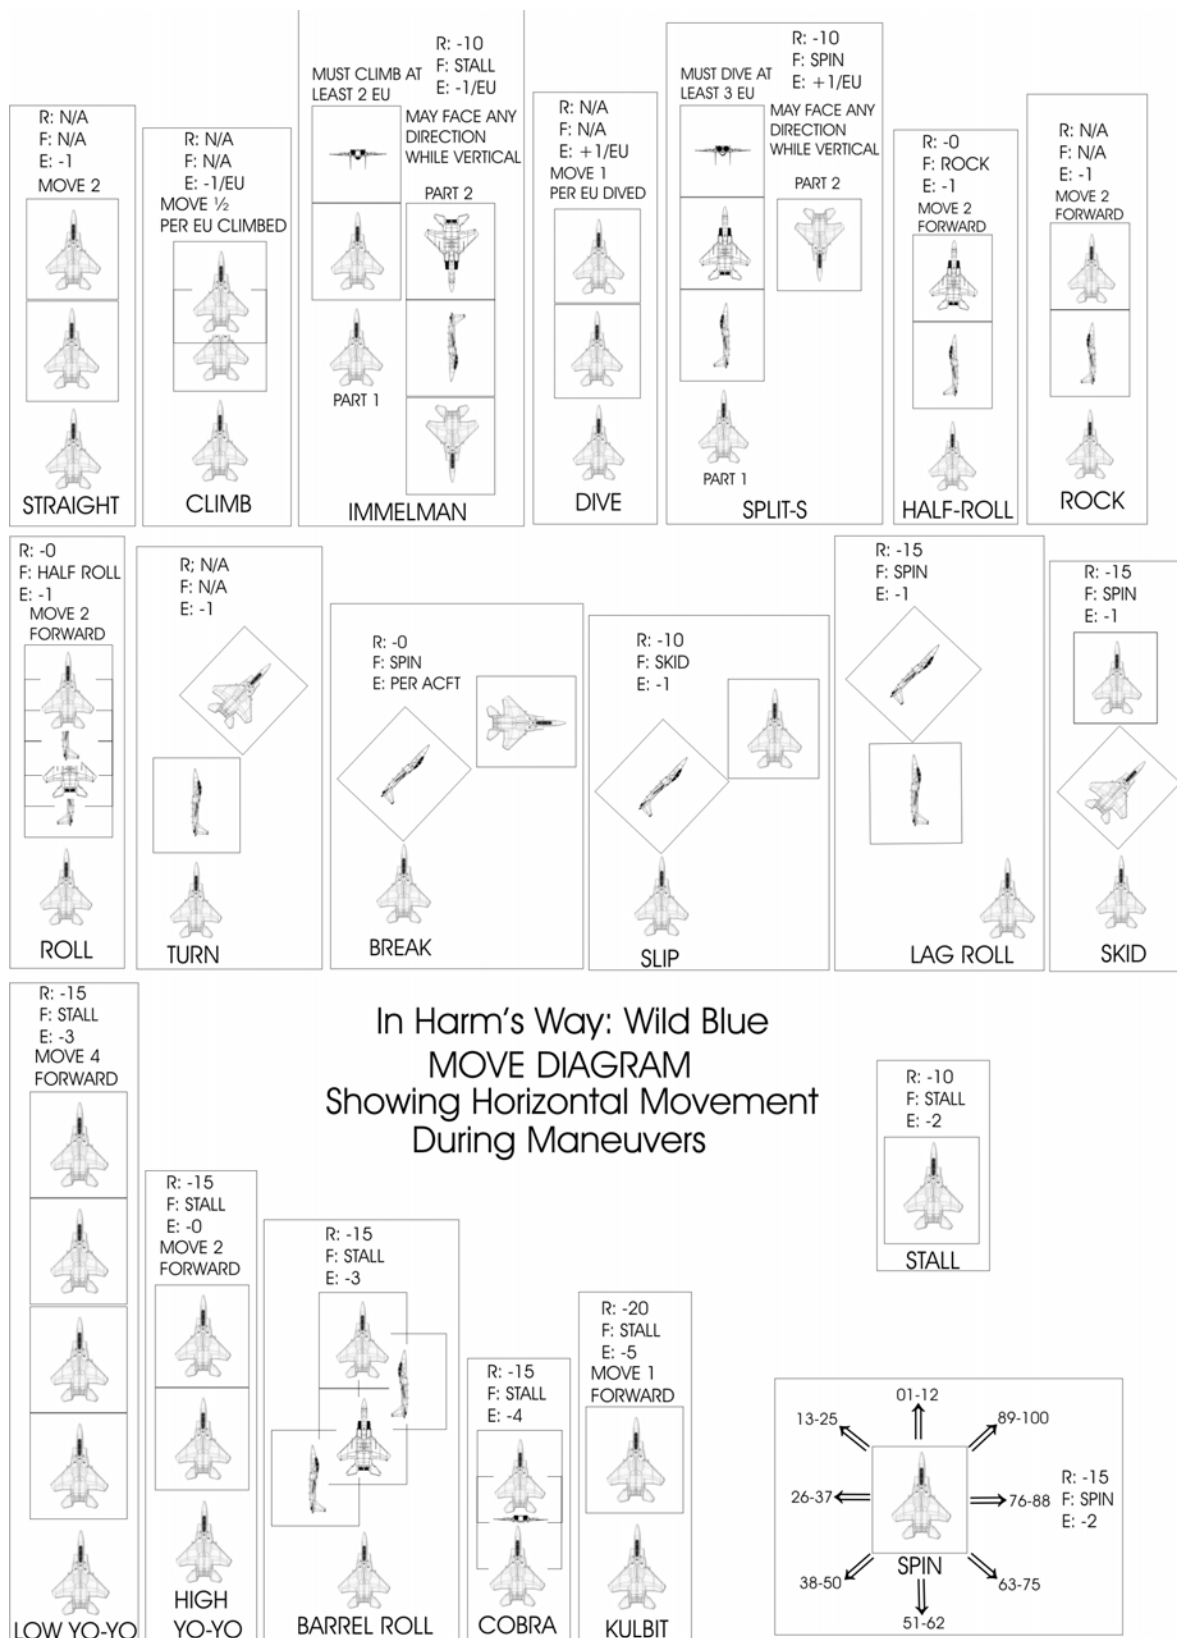 R: N/A
F: N/A
E: -1
MOVE 2
STRAIGHT
R: N/A
F: N/A
E: -1/EU
MOVE ½
PER EU CLIMBED
CLIMB
R: -10
F: STALL
E: -1/EU
MUST CLIMB AT
LEAST 2 EU
MAY FACE ANY
DIRECTION
WHILE VERTICAL
PART 2
PART 1
IMMELMAN
R: N/A
F: N/A
E: +1/EU
MOVE 1
PER EU DIVED
DIVE
R: -10
F: SPIN
E: +1/EU
MUST DIVE AT
LEAST 3 EU
MAY FACE ANY
DIRECTION
WHILE VERTICAL
PART 2
PART 1
SPLIT-S
R: -0
F: ROCK
E: -1
MOVE 2
FORWARD
HALF-ROLL
R: N/A
F: N/A
E: -1
MOVE 2
FORWARD
ROCK
R: -0
F: HALF ROLL
E: -1
MOVE 2
FORWARD
ROLL
R; N/A
F: N/A
E: -1
TURN
R: -0
F: SPIN
E: PER ACFT
BREAK
R: -10
F: SKID
E: -1
SLIP
R: -15
F: SPIN
E: -1
LAG ROLL
R: -15
F: SPIN
E: -1
SKID
R: -15
F: STALL
E: -3
MOVE 4
FORWARD
LOW YO-YO
In Harm's Way: Wild Blue
MOVE DIAGRAM
Showing Horizontal Movement
During Maneuvers
R: -10
F: STALL
E: -2
STALL
R: -15
F: STALL
E: -0
MOVE 2
FORWARD
HIGH
YO-YO
R: -15
F: STALL
E: -3
BARREL ROLL
R: -15
F: STALL
E: -4
COBRA
R: -20
F: STALL
E: -5
MOVE 1
FORWARD
KULBIT
01-12
13-25
89-100
26-37
76-88
R: -15
F: SPIN
E: -2
SPIN
38-50
63-75
51-62